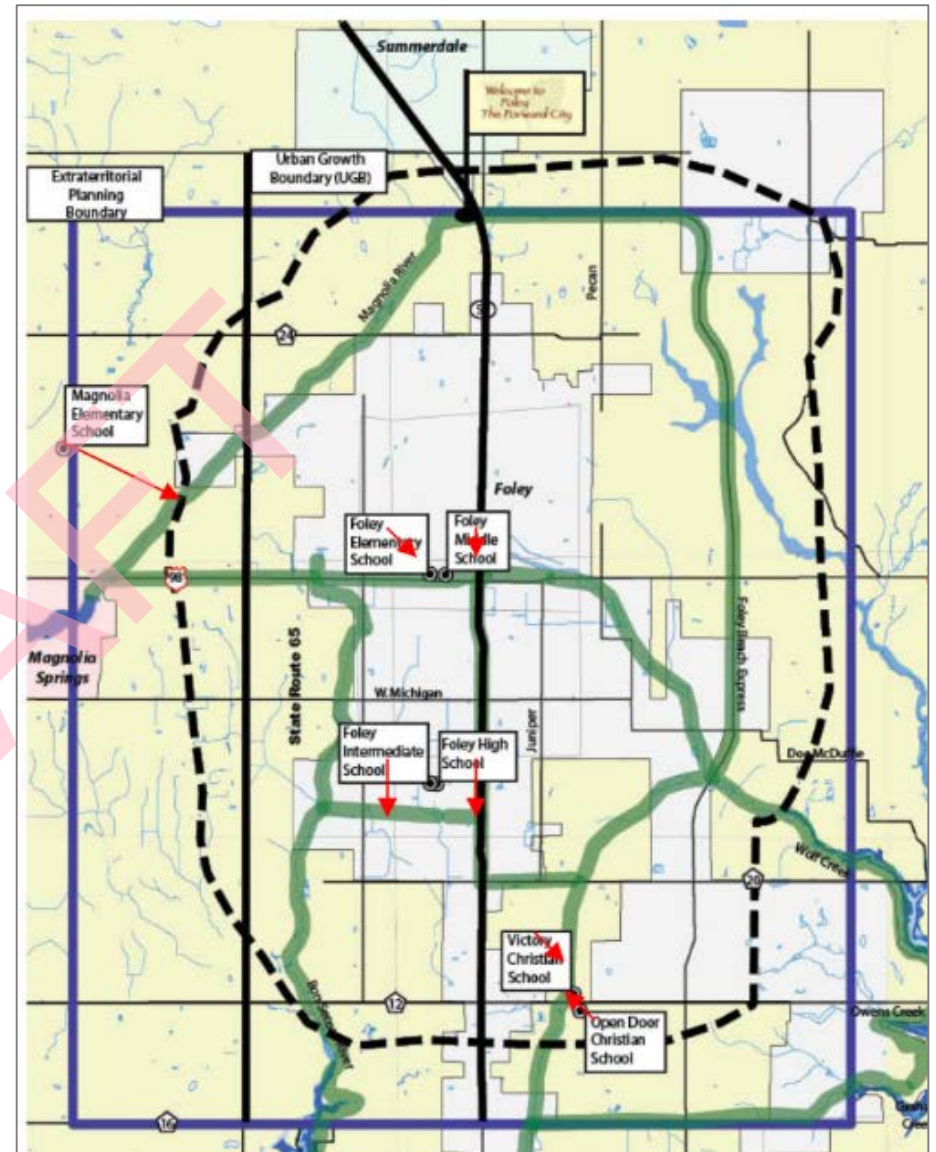 Summerdale
Welcome to
Foley
The Forward City
Urban Growth
Boundary (UGB)
Extraterritorial
Planning
Boundary
Magnolia River
Pecan
24
Magnolia
Elementary
School
Foley
Foley
Elementary
School
Foley
Middle
School
98
Magnolia
Springs
State Route 65
Foley Beach Express
W. Michigan
Juniper
Foley
Intermediate
School
Foley High
School
Doc McDuffie
Wolf Creek
20
Victory
Christian
School
12
Bon Secour River
Open Door
Christian
School
Owens Creek
16